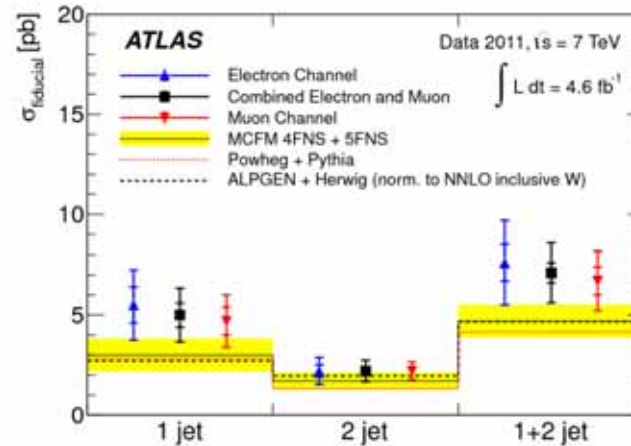 σfiducial [pb]
20
15
10
5
0
ATLAS
Data 2011, √s = 7 TeV
∫ L dt = 4.6 fb⁻¹
Electron Channel
Combined Electron and Muon
Muon Channel
MCFM 4FNS + 5FNS
Powheg + Pythia
ALPGEN + Herwig (norm. to NNLO inclusive W)
1 jet
2 jet
1+2 jet